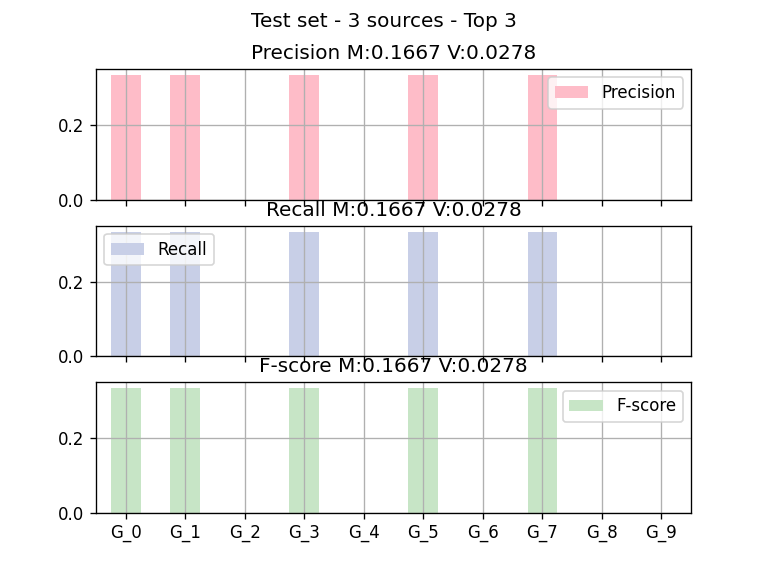 Test set - 3 sources - Top 3
Precision M:0.1667 V:0.0278
Precision
0.2
0.0
Recall M:0.1667 V:0.0278
Recall
0.2
0.0
F-score M:0.1667 V:0.0278
F-score
0.2
0.0
G_0 G_1 G_2 G_3 G_4 G_5 G_6 G_7 G_8 G_9